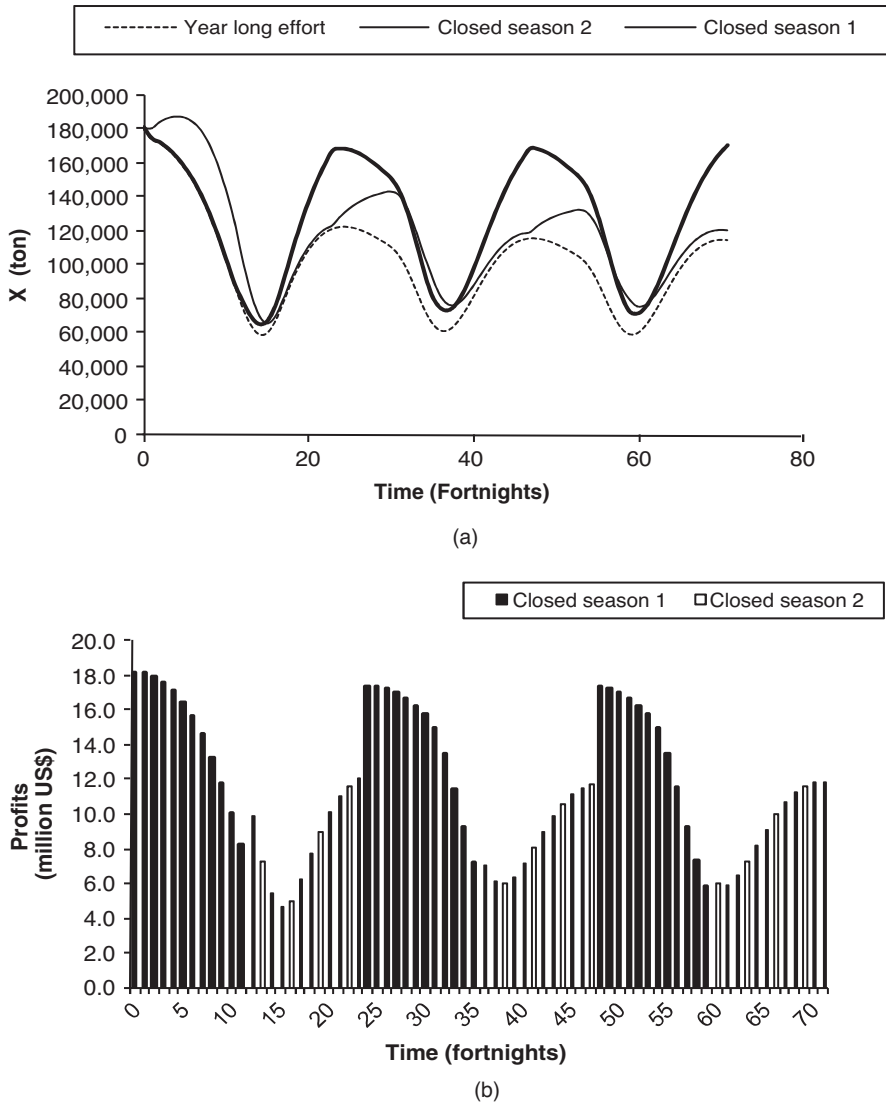 Year long effort Closed season 2 Closed season 1
200,000
180,000
160,000
140,000
120,000
100,000
80,000
60,000
40,000
20,000
0
X (ton)
0 20 40 60 80
Time (Fortnights)
(a)
Closed season 1 Closed season 2
20.0
18.0
16.0
14.0
12.0
10.0
8.0
6.0
4.0
2.0
0.0
Profits
(million US$)
0 5 10 15 20 25 30 35 40 45 50 55 60 65 70
Time (fortnights)
(b)